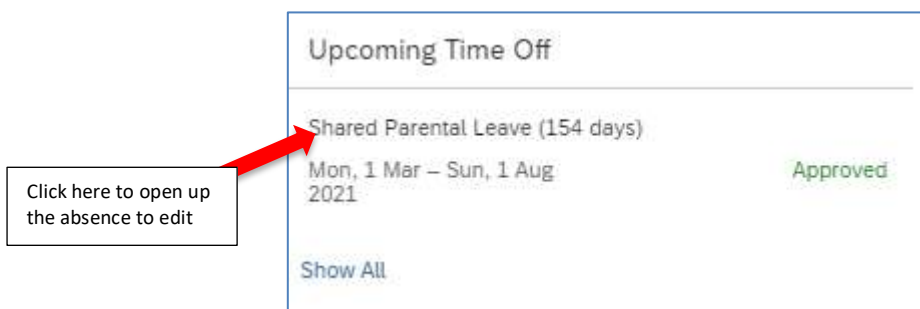 Upcoming Time Off
Shared Parental Leave (154 days)
Mon, 1 Mar – Sun, 1 Aug
2021
Approved
Click here to open up
the absence to edit
Show All